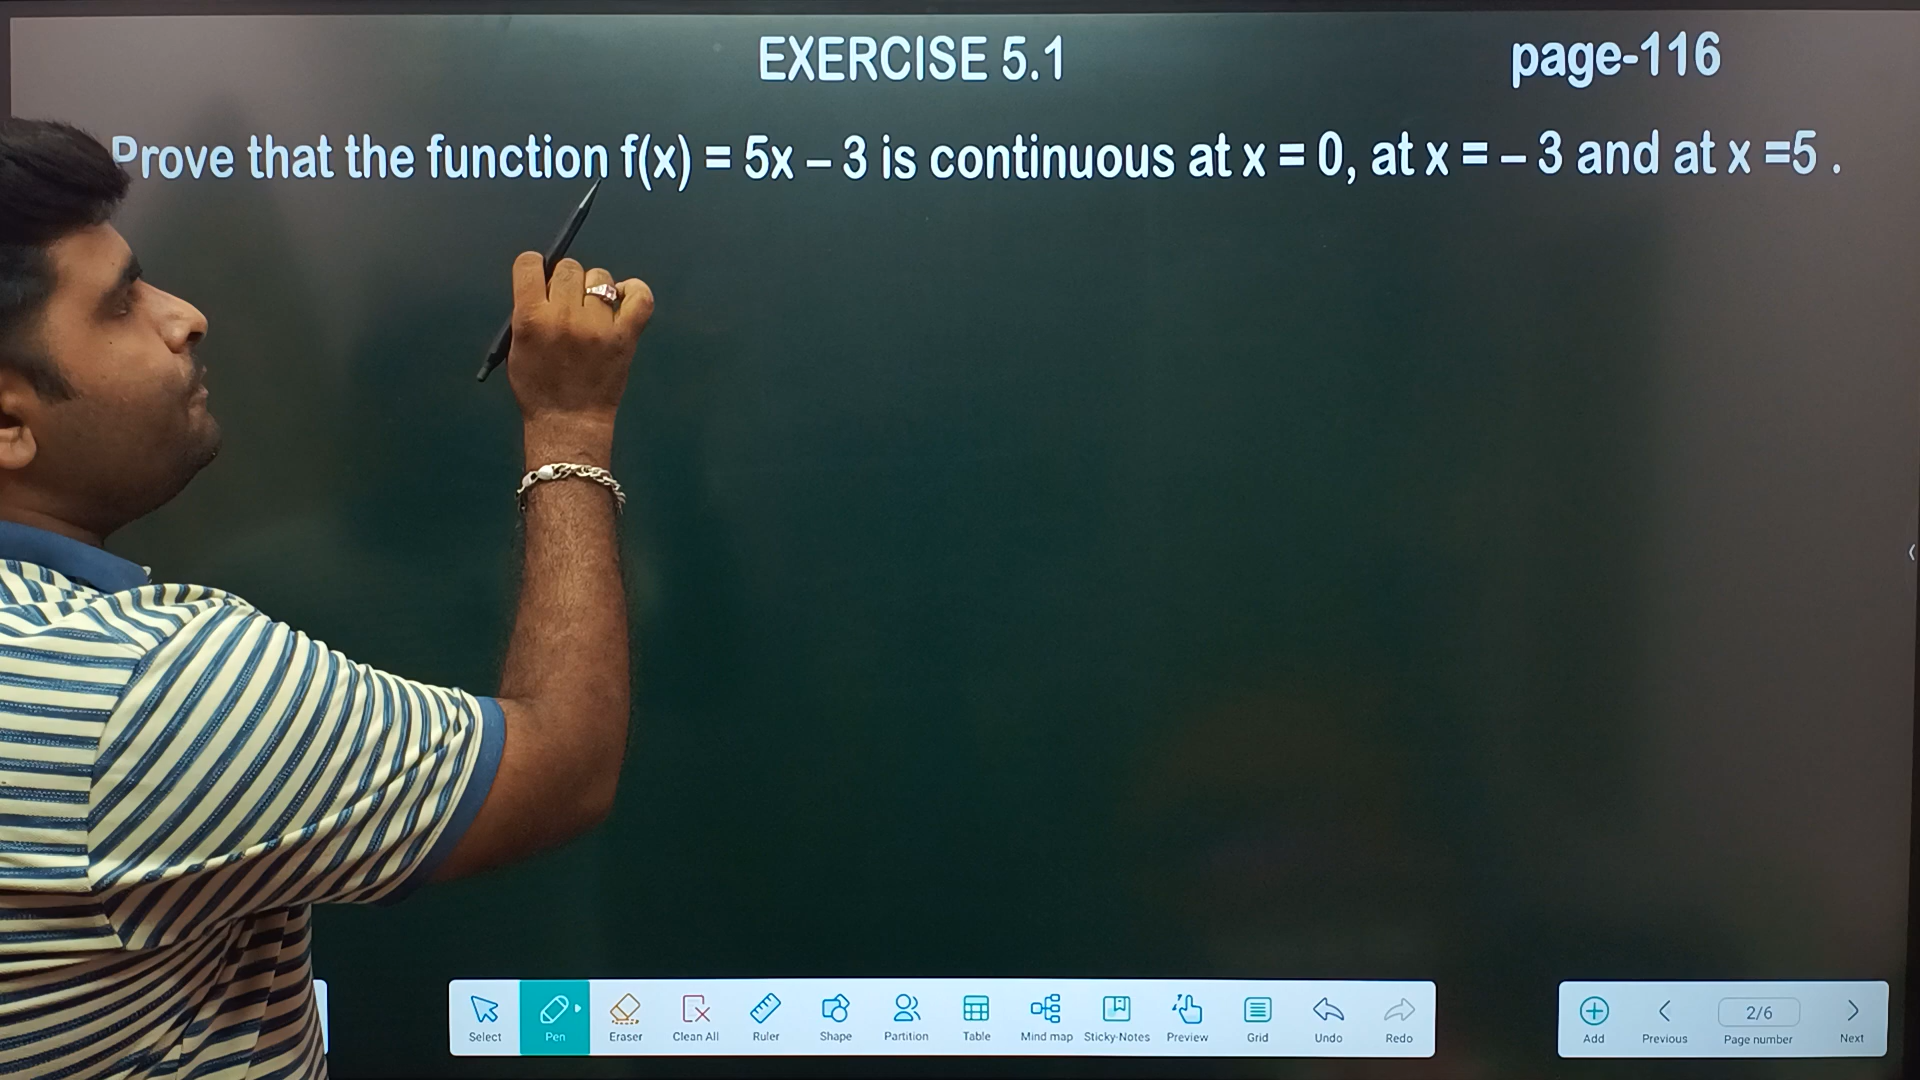 EXERCISE 5.1 page-116
Prove that the function f(x) = 5x – 3 is continuous at x = 0, at x = – 3 and at x =5 .
Select Pen Eraser Clean All Ruler Shape Partition Table Mind map Sticky-Notes Preview Grid Undo Redo
Add Previous 2/6 Page number Next